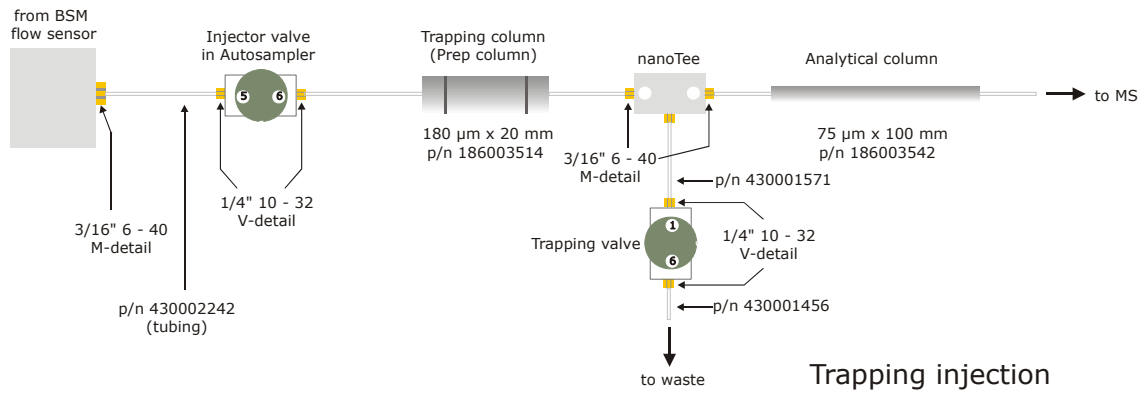 from BSM
flow sensor
Injector valve
in Autosampler
Trapping column
(Prep column)
nanoTee
Analytical column
5
6
to MS
180 µm x 20 mm
p/n 186003514
3/16" 6 - 40
M-detail
75 µm x 100 mm
p/n 186003542
p/n 430001571
1/4" 10 - 32
V-detail
3/16" 6 - 40
M-detail
Trapping valve
1
6
1/4" 10 - 32
V-detail
p/n 430002242
(tubing)
p/n 430001456
to waste
Trapping injection